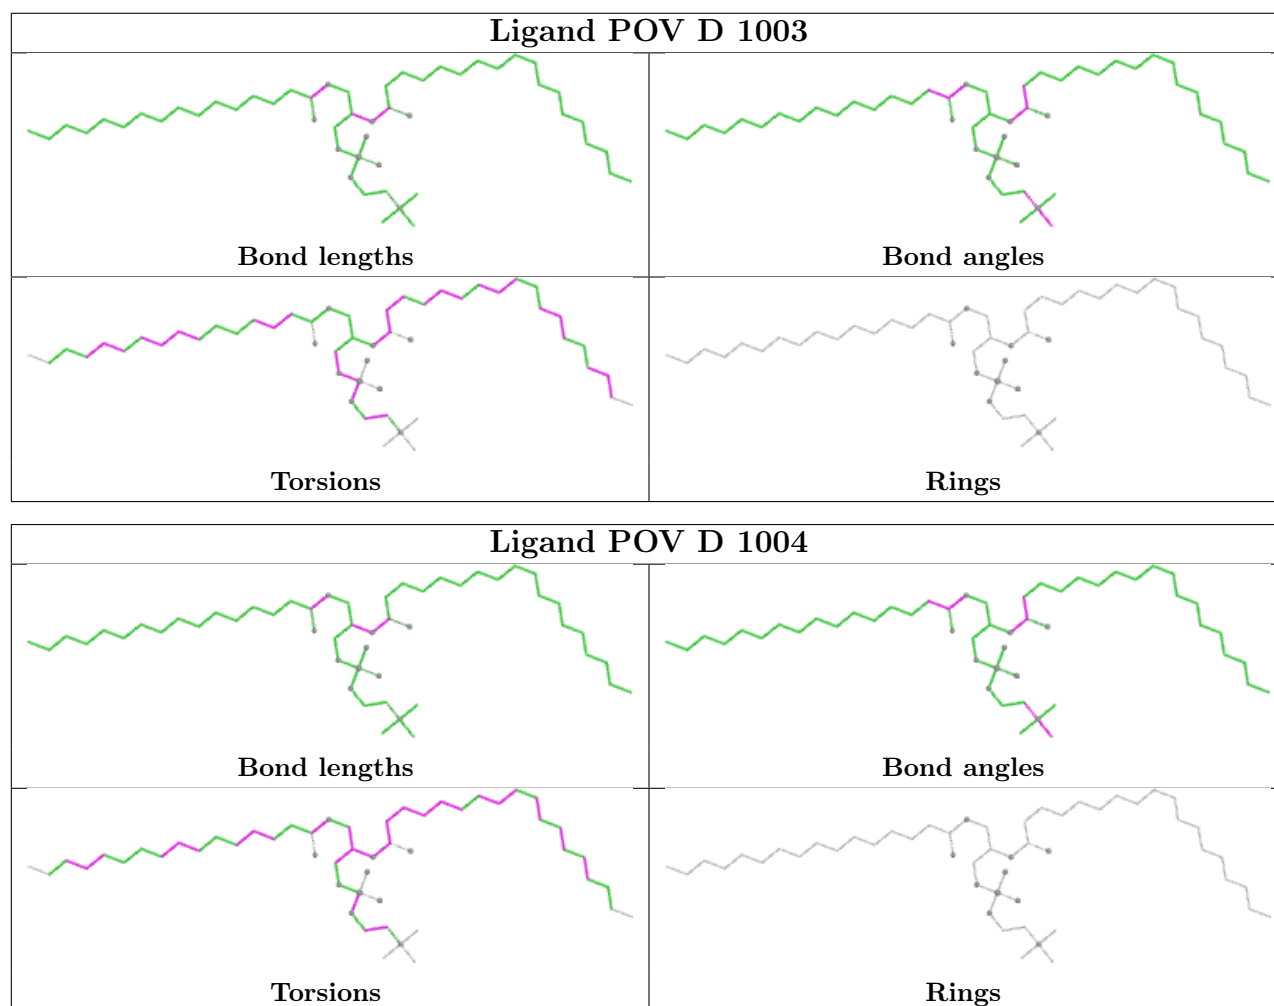 Ligand POV D 1003
Bond lengths
Bond angles
Torsions
Rings
Ligand POV D 1004
Bond lengths
Bond angles
Torsions
Rings